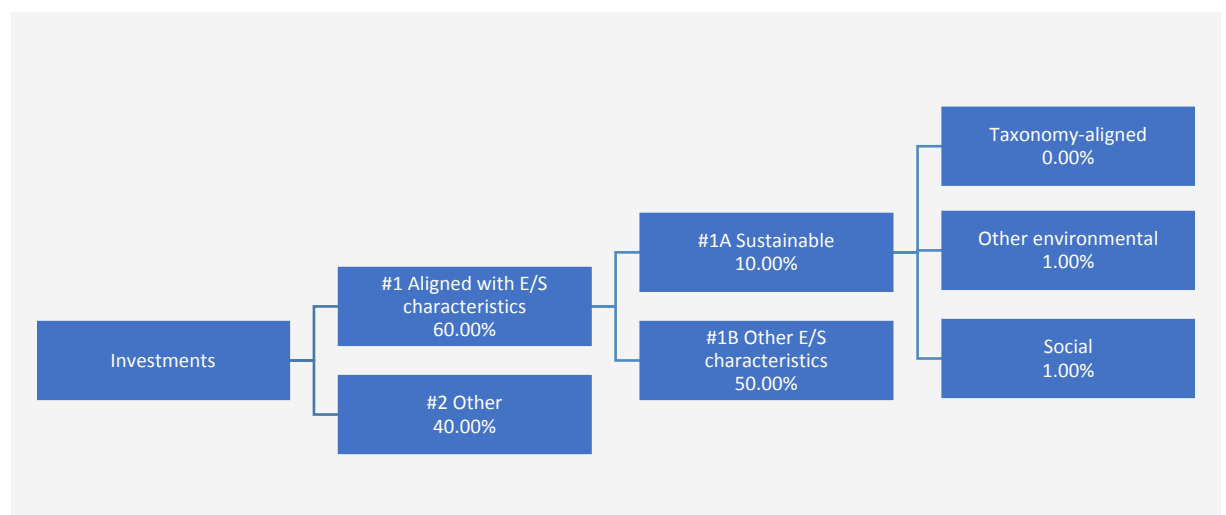 Investments
#1 Aligned with E/S
characteristics
60.00%
#2 Other
40.00%
#1A Sustainable
10.00%
#1B Other E/S
characteristics
50.00%
Taxonomy-aligned
0.00%
Other environmental
1.00%
Social
1.00%